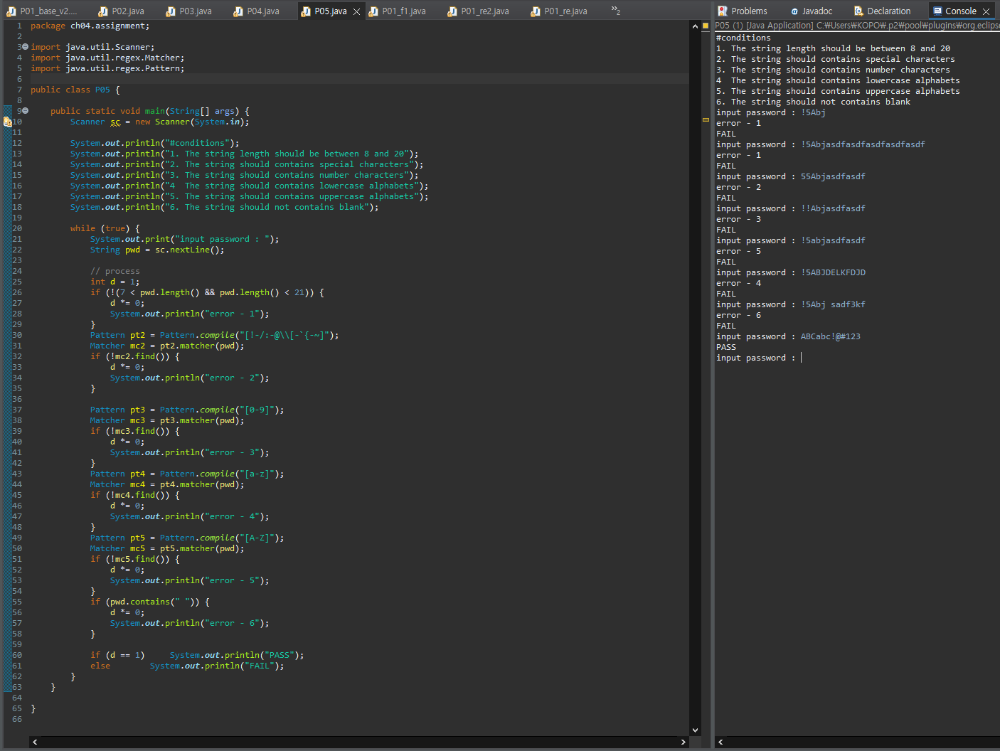 P01_base_v2.... P02.java P03.java P04.java P05.java P01_f1.java P01_re2.java P01_re.java »2
1 package ch04.assignment;
2
3 import java.util.Scanner;
4 import java.util.regex.Matcher;
5 import java.util.regex.Pattern;
6
7 public class P05 {
8
9 public static void main(String[] args) {
10 Scanner sc = new Scanner(System.in);
11
12 System.out.println("#conditions");
13 System.out.println("1. The string length should be between 8 and 20");
14 System.out.println("2. The string should contains special characters");
15 System.out.println("3. The string should contains number characters");
16 System.out.println("4  The string should contains lowercase alphabets");
17 System.out.println("5. The string should contains uppercase alphabets");
18 System.out.println("6. The string should not contains blank");
19
20 while (true) {
21 System.out.print("input password : ");
22 String pwd = sc.nextLine();
23
24 // process
25 int d = 1;
26 if (!(7 < pwd.length() && pwd.length() < 21)) {
27 d *= 0;
28 System.out.println("error - 1");
29 }
30 Pattern pt2 = Pattern.compile("[!-/:-@\\[-`{-~]");
31 Matcher mc2 = pt2.matcher(pwd);
32 if (!mc2.find()) {
33 d *= 0;
34 System.out.println("error - 2");
35 }
36
37 Pattern pt3 = Pattern.compile("[0-9]");
38 Matcher mc3 = pt3.matcher(pwd);
39 if (!mc3.find()) {
40 d *= 0;
41 System.out.println("error - 3");
42 }
43 Pattern pt4 = Pattern.compile("[a-z]");
44 Matcher mc4 = pt4.matcher(pwd);
45 if (!mc4.find()) {
46 d *= 0;
47 System.out.println("error - 4");
48 }
49 Pattern pt5 = Pattern.compile("[A-Z]");
50 Matcher mc5 = pt5.matcher(pwd);
51 if (!mc5.find()) {
52 d *= 0;
53 System.out.println("error - 5");
54 }
55 if (pwd.contains(" ")) {
56 d *= 0;
57 System.out.println("error - 6");
58 }
59
60 if (d == 1)     System.out.println("PASS");
61 else        System.out.println("FAIL");
62 }
63 }
64
65 }
66
Problems Javadoc Declaration Console
P05 (1) [Java Application] C:₩Users₩KOPO₩.p2₩pool₩plugins₩org.eclipse
#conditions
1. The string length should be between 8 and 20
2. The string should contains special characters
3. The string should contains number characters
4  The string should contains lowercase alphabets
5. The string should contains uppercase alphabets
6. The string should not contains blank
input password : !5Abj
error - 1
FAIL
input password : !5Abjasdfasdfasdfasdfasdf
error - 1
FAIL
input password : 55Abjasdfasdf
error - 2
FAIL
input password : !!Abjasdfasdf
error - 3
FAIL
input password : !5abjasdfasdf
error - 5
FAIL
input password : !5ABJDELKFDJD
error - 4
FAIL
input password : !5Abj sadf3kf
error - 6
FAIL
input password : ABCabc!@#123
PASS
input password :